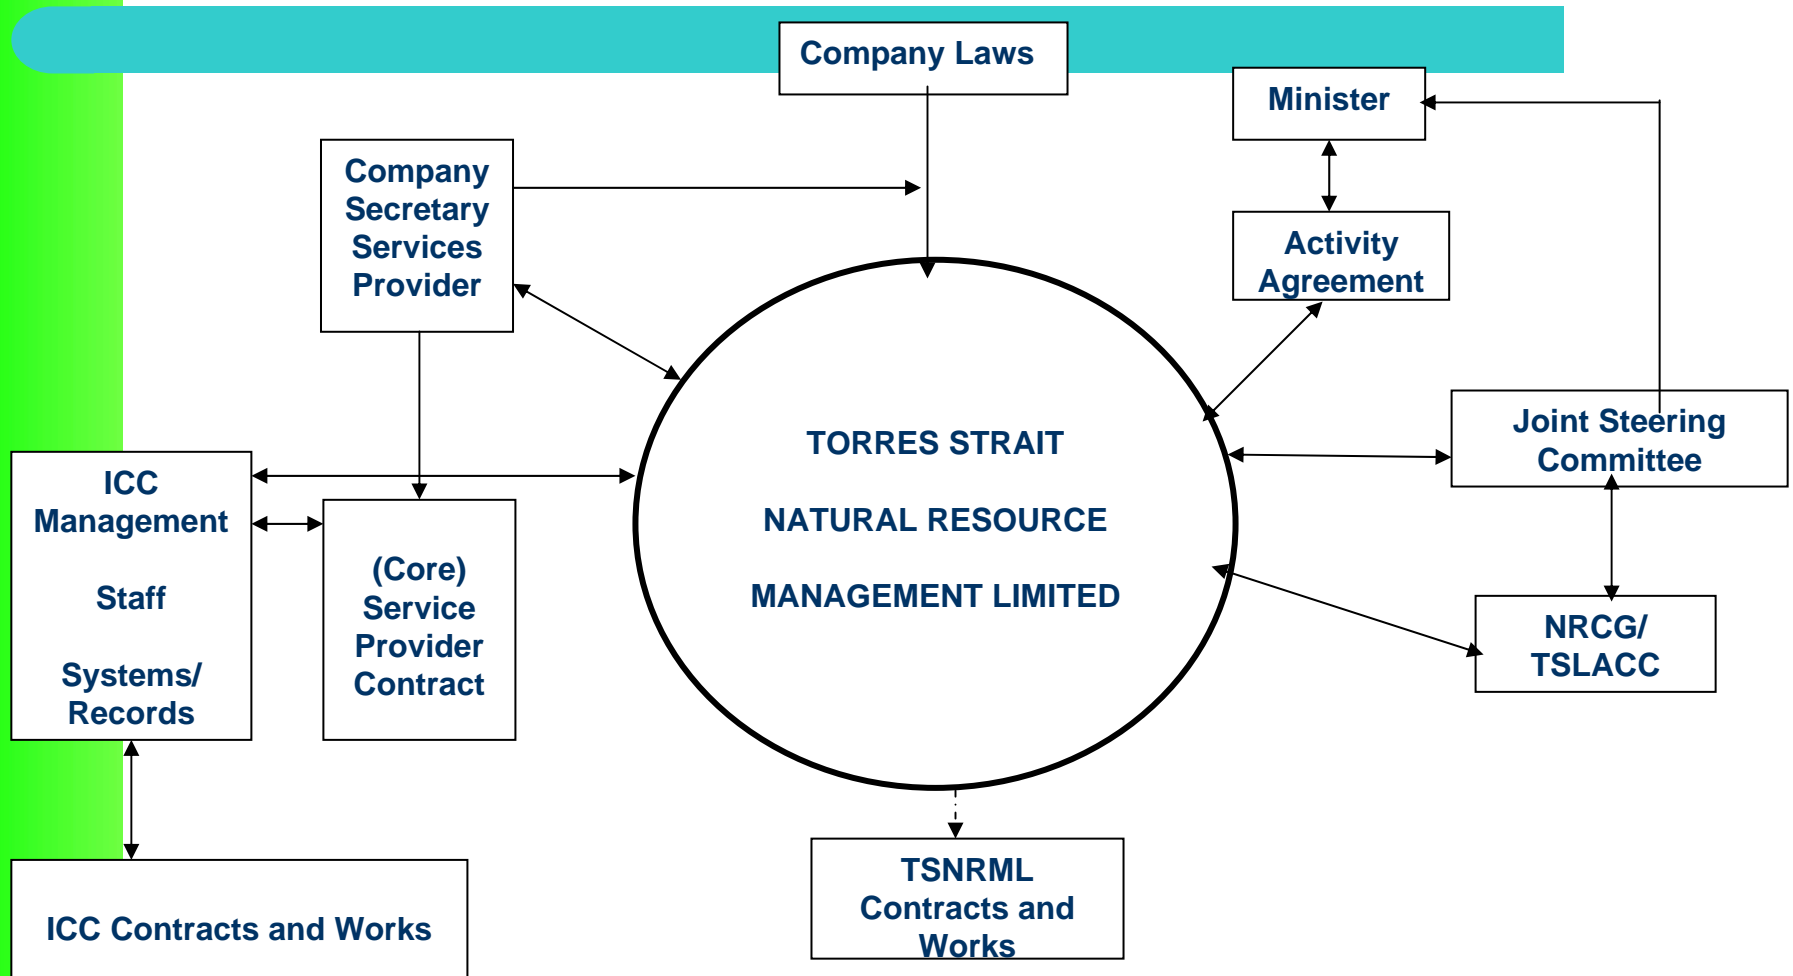 Company Laws
Minister
Company
Secretary
Services
Provider
Activity
Agreement
TORRES STRAIT
NATURAL RESOURCE
MANAGEMENT LIMITED
Joint Steering
Committee
ICC
Management
Staff
Systems/
Records
(Core)
Service
Provider
Contract
NRCG/
TSLACC
TSNRML
Contracts and
Works
ICC Contracts and Works